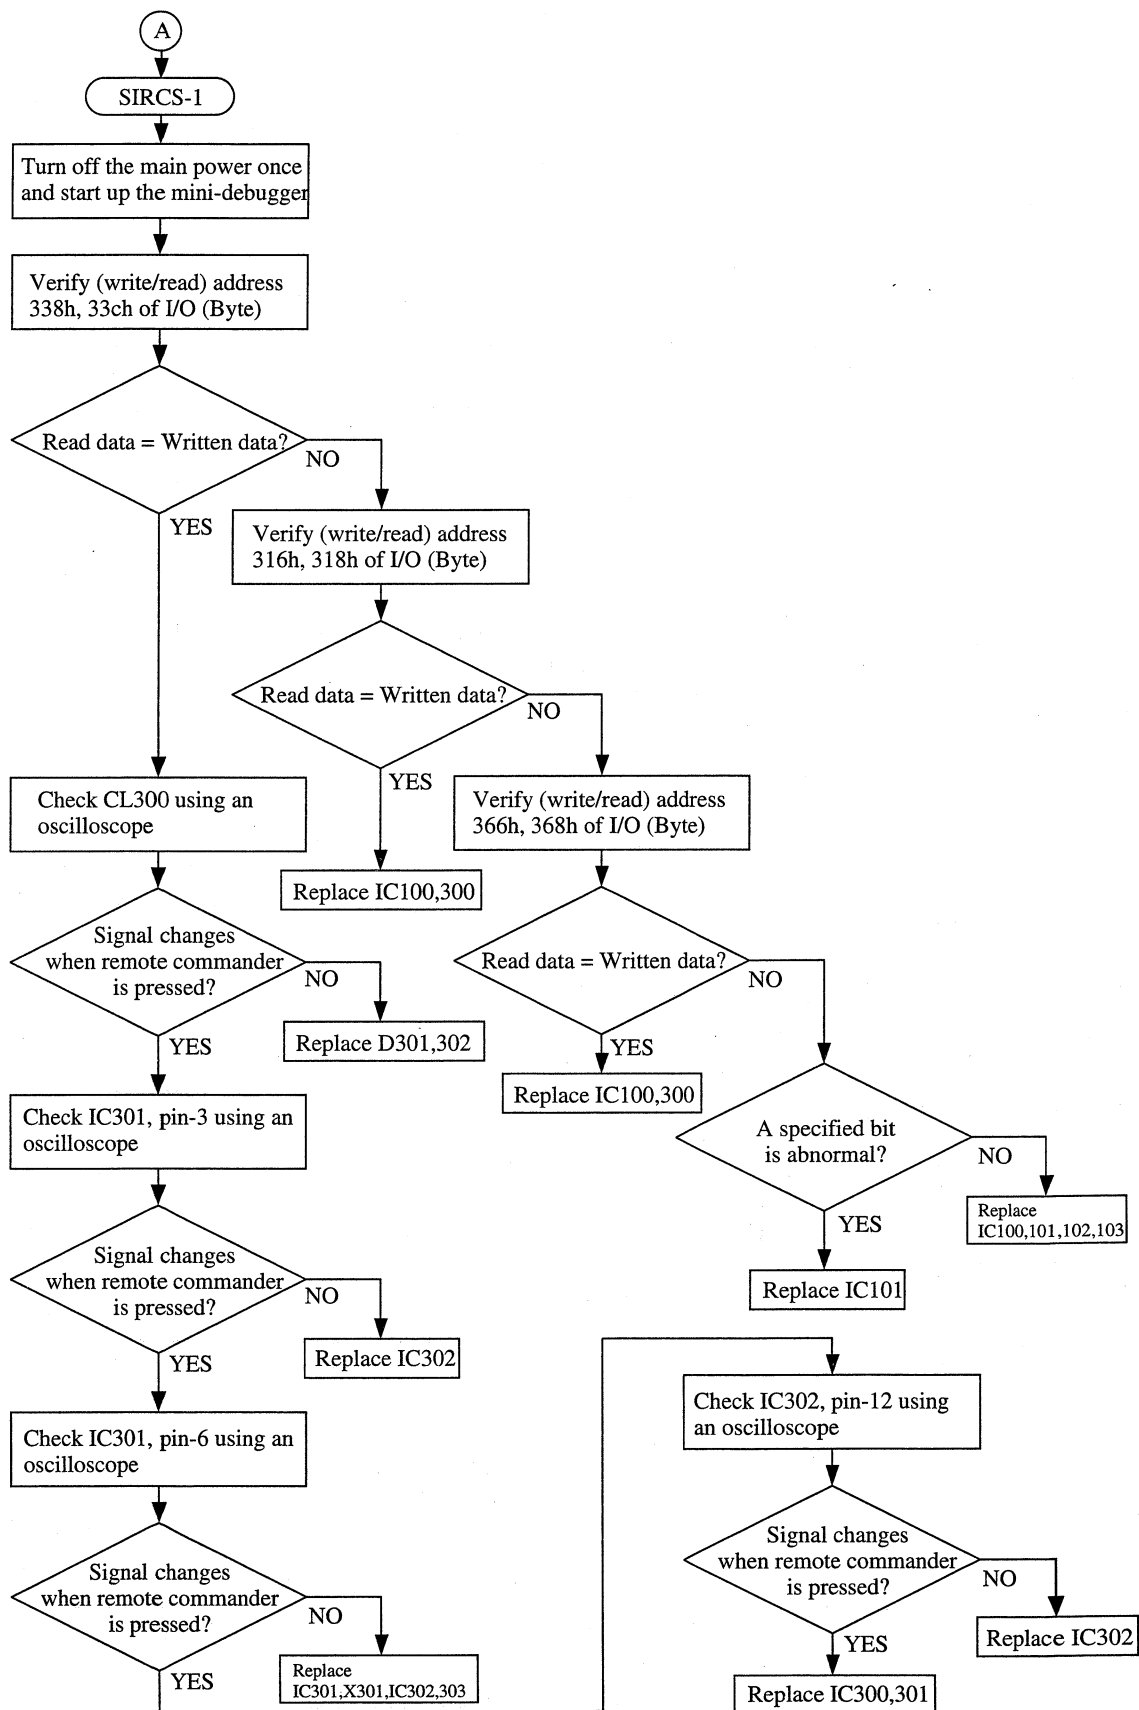 A
SIRCS-1
Turn off the main power once
and start up the mini-debugger
Verify (write/read) address
338h, 33ch of I/O (Byte)
Read data = Written data?
NO
YES
Verify (write/read) address
316h, 318h of I/O (Byte)
Read data = Written data?
NO
YES
Verify (write/read) address
366h, 368h of I/O (Byte)
Check CL300 using an
oscilloscope
Replace IC100,300
Signal changes
when remote commander
is pressed?
NO
YES
Replace D301,302
Read data = Written data?
NO
YES
Replace IC100,300
Check IC301, pin-3 using an
oscilloscope
A specified bit
is abnormal?
NO
YES
Replace
IC100,101,102,103
Replace IC101
Signal changes
when remote commander
is pressed?
NO
YES
Replace IC302
Check IC301, pin-6 using an
oscilloscope
Check IC302, pin-12 using
an oscilloscope
Signal changes
when remote commander
is pressed?
NO
YES
Replace
IC301,X301,IC302,303
Signal changes
when remote commander
is pressed?
NO
YES
Replace IC302
Replace IC300,301